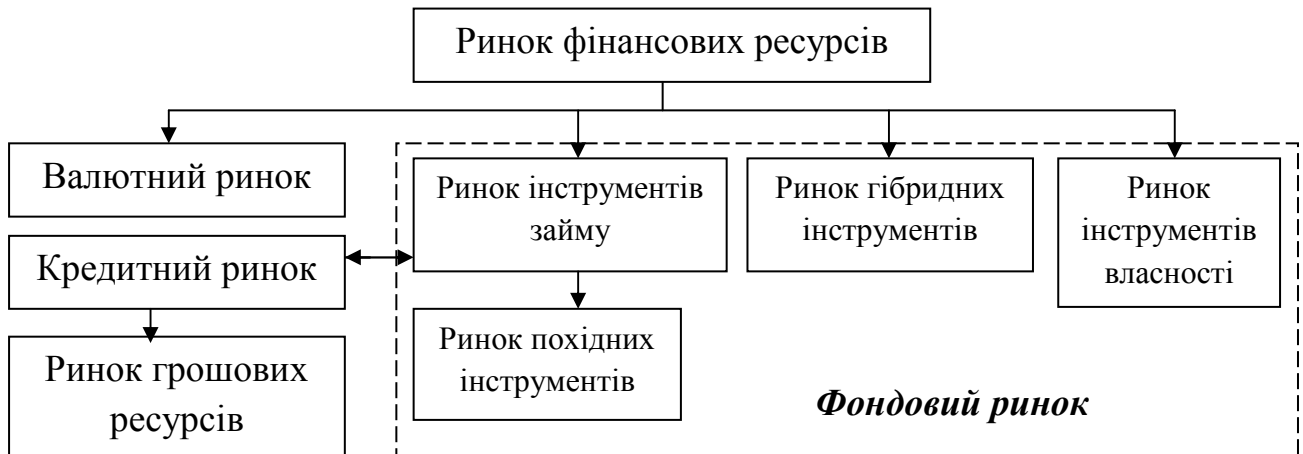 Ринок фінансових ресурсів
Валютний ринок
Ринок інструментів
займу
Ринок гібридних
інструментів
Ринок
інструментів
власності
Кредитний ринок
Ринок похідних
інструментів
Ринок грошових
ресурсів
Фондовий ринок